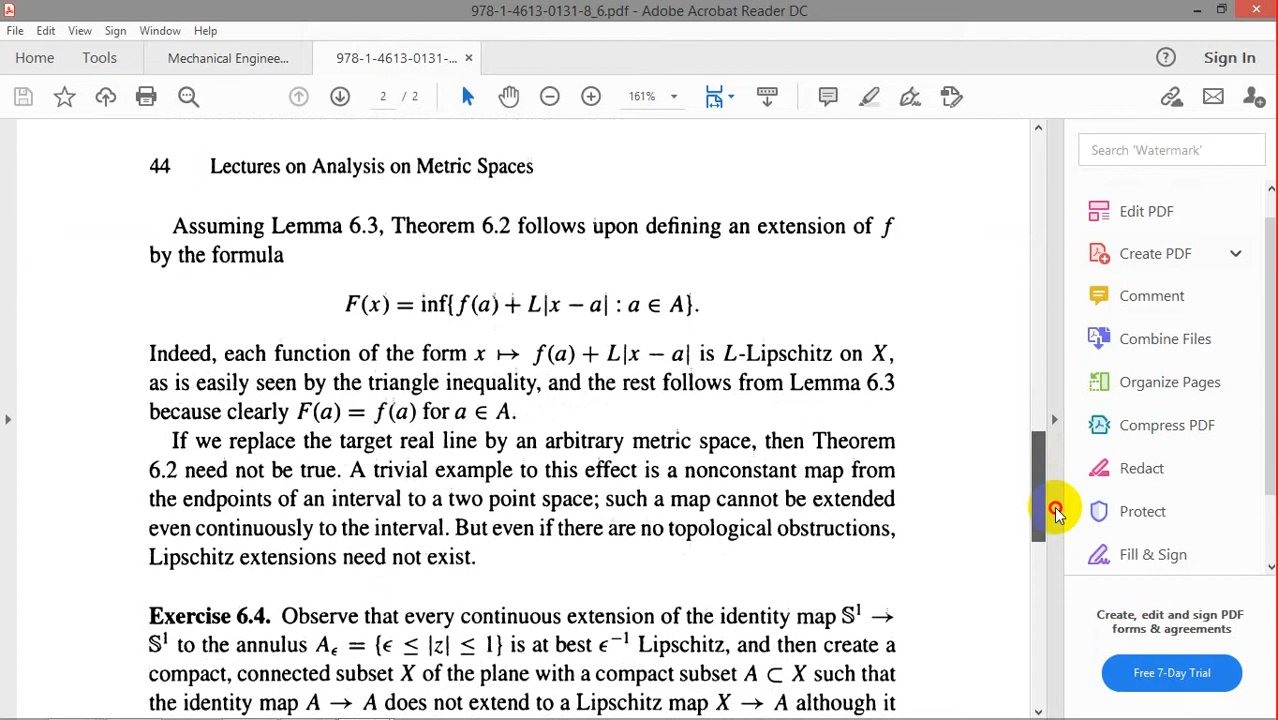 978-1-4613-0131-8_6.pdf - Adobe Acrobat Reader DC
File Edit View Sign Window Help
Home Tools Mechanical Enginee... 978-1-4613-0131-... × Sign In
2 / 2 161%
44 Lectures on Analysis on Metric Spaces
Assuming Lemma 6.3, Theorem 6.2 follows upon defining an extension of f
by the formula
F(x) = inf{f(a) + L|x − a| : a ∈ A}.
Indeed, each function of the form x ↦ f(a) + L|x − a| is L-Lipschitz on X,
as is easily seen by the triangle inequality, and the rest follows from Lemma 6.3
because clearly F(a) = f(a) for a ∈ A.
If we replace the target real line by an arbitrary metric space, then Theorem
6.2 need not be true. A trivial example to this effect is a nonconstant map from
the endpoints of an interval to a two point space; such a map cannot be extended
even continuously to the interval. But even if there are no topological obstructions,
Lipschitz extensions need not exist.
Exercise 6.4. Observe that every continuous extension of the identity map 𝕊¹ →
𝕊¹ to the annulus Aϵ = {ϵ ≤ |z| ≤ 1} is at best ϵ⁻¹ Lipschitz, and then create a
compact, connected subset X of the plane with a compact subset A ⊂ X such that
the identity map A → A does not extend to a Lipschitz map X → A although it
Search 'Watermark'
Edit PDF
Create PDF
Comment
Combine Files
Organize Pages
Compress PDF
Redact
Protect
Fill & Sign
Create, edit and sign PDF
forms & agreements
Free 7-Day Trial